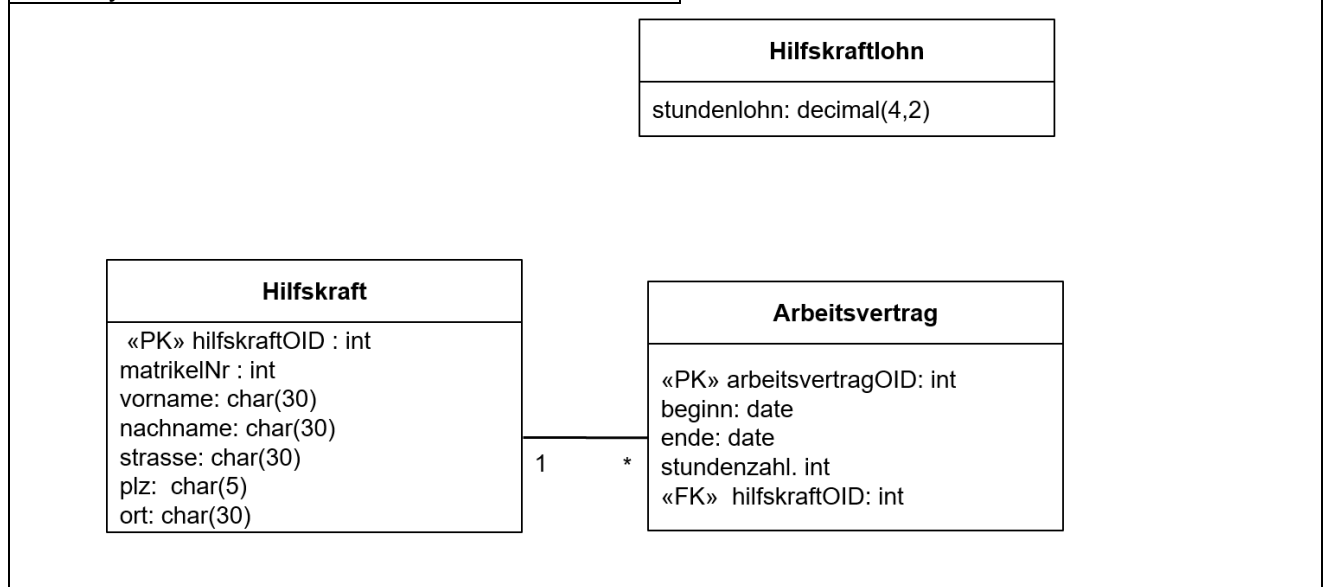 Hilfskraftlohn
stundenlohn: decimal(4,2)
Hilfskraft
«PK» hilfskraftOID : int
matrikelNr : int
vorname: char(30)
nachname: char(30)
strasse: char(30)
plz: char(5)
ort: char(30)
1
*
Arbeitsvertrag
«PK» arbeitsvertragOID: int
beginn: date
ende: date
stundenzahl. int
«FK» hilfskraftOID: int